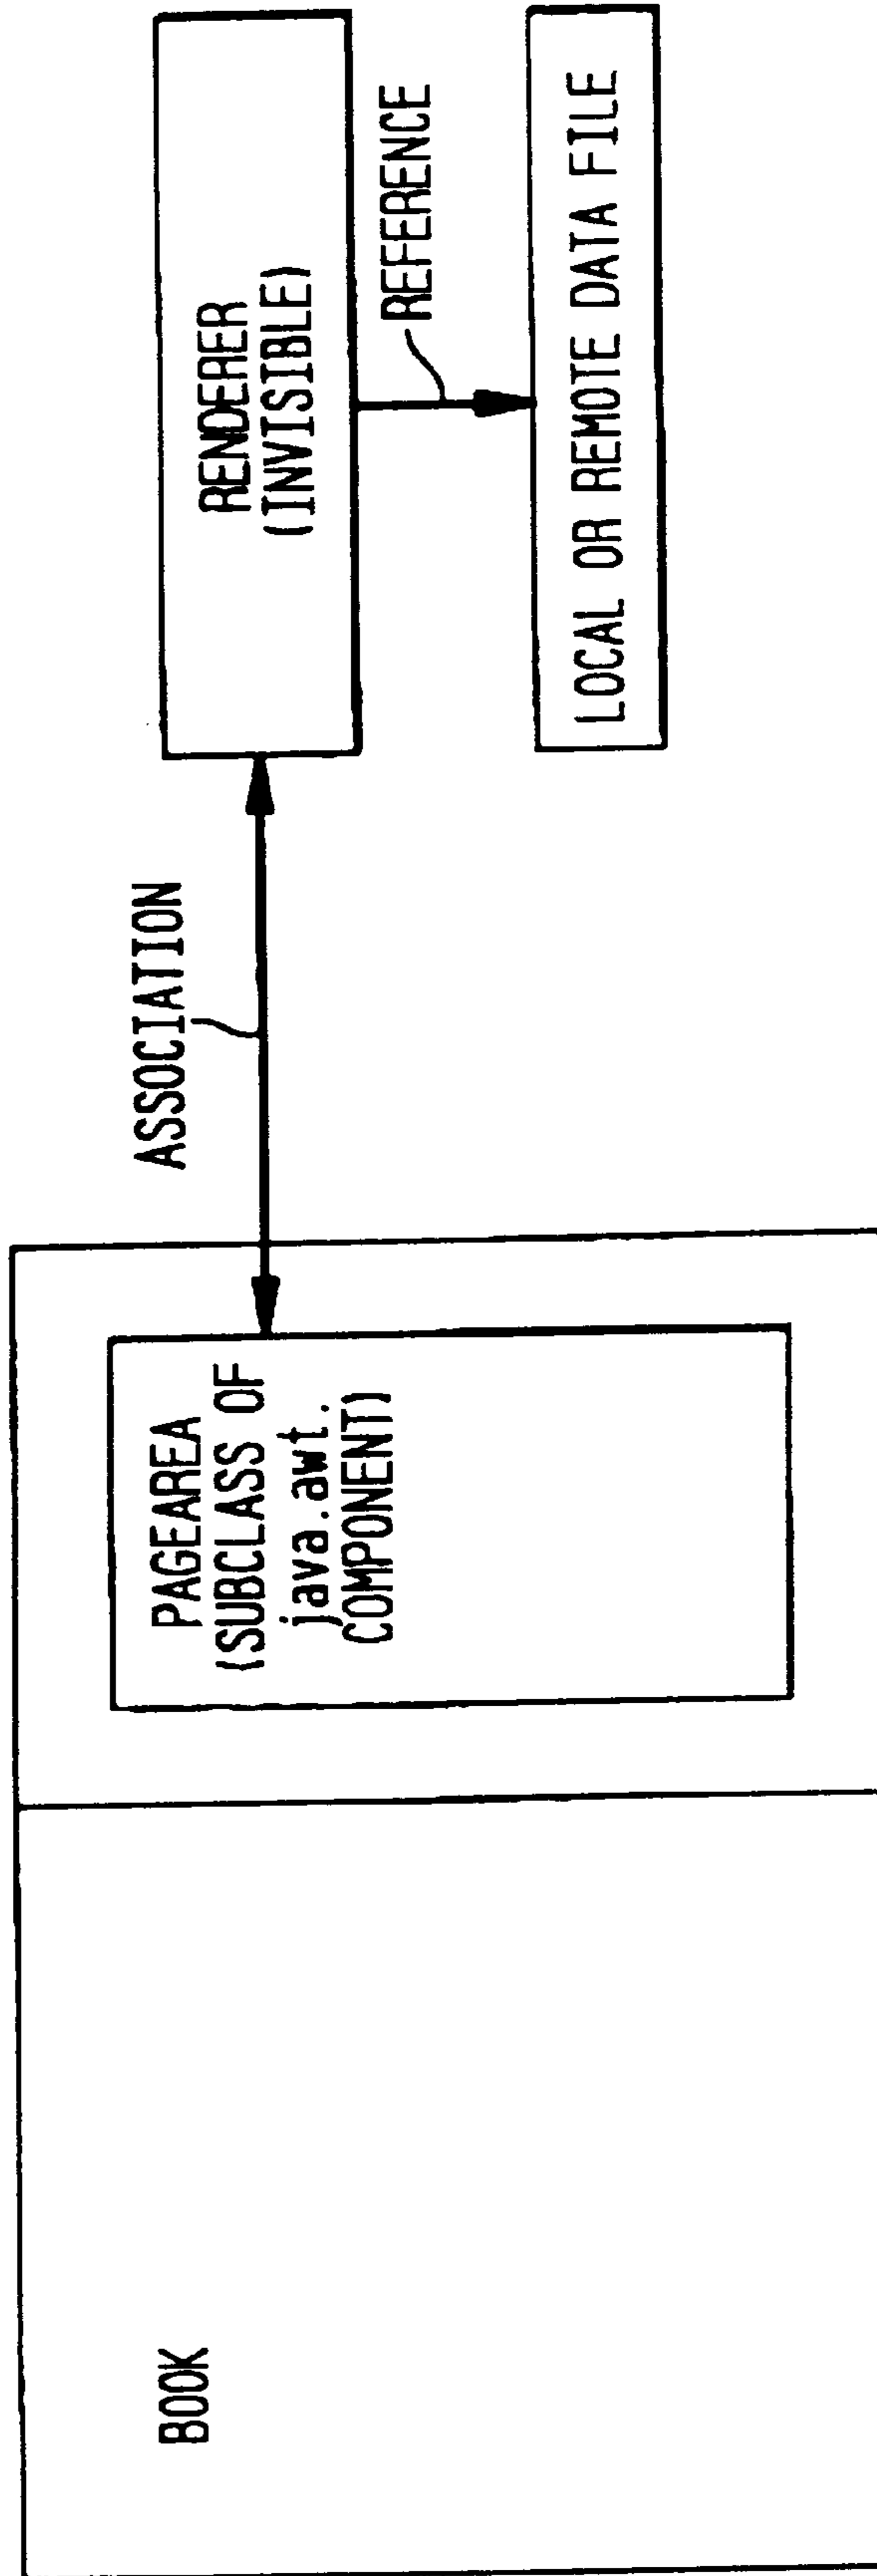 BOOK
PAGEAREA
(SUBCLASS OF
java.awt.
COMPONENT)
ASSOCIATION
RENDERER
(INVISIBLE)
REFERENCE
LOCAL OR REMOTE DATA FILE